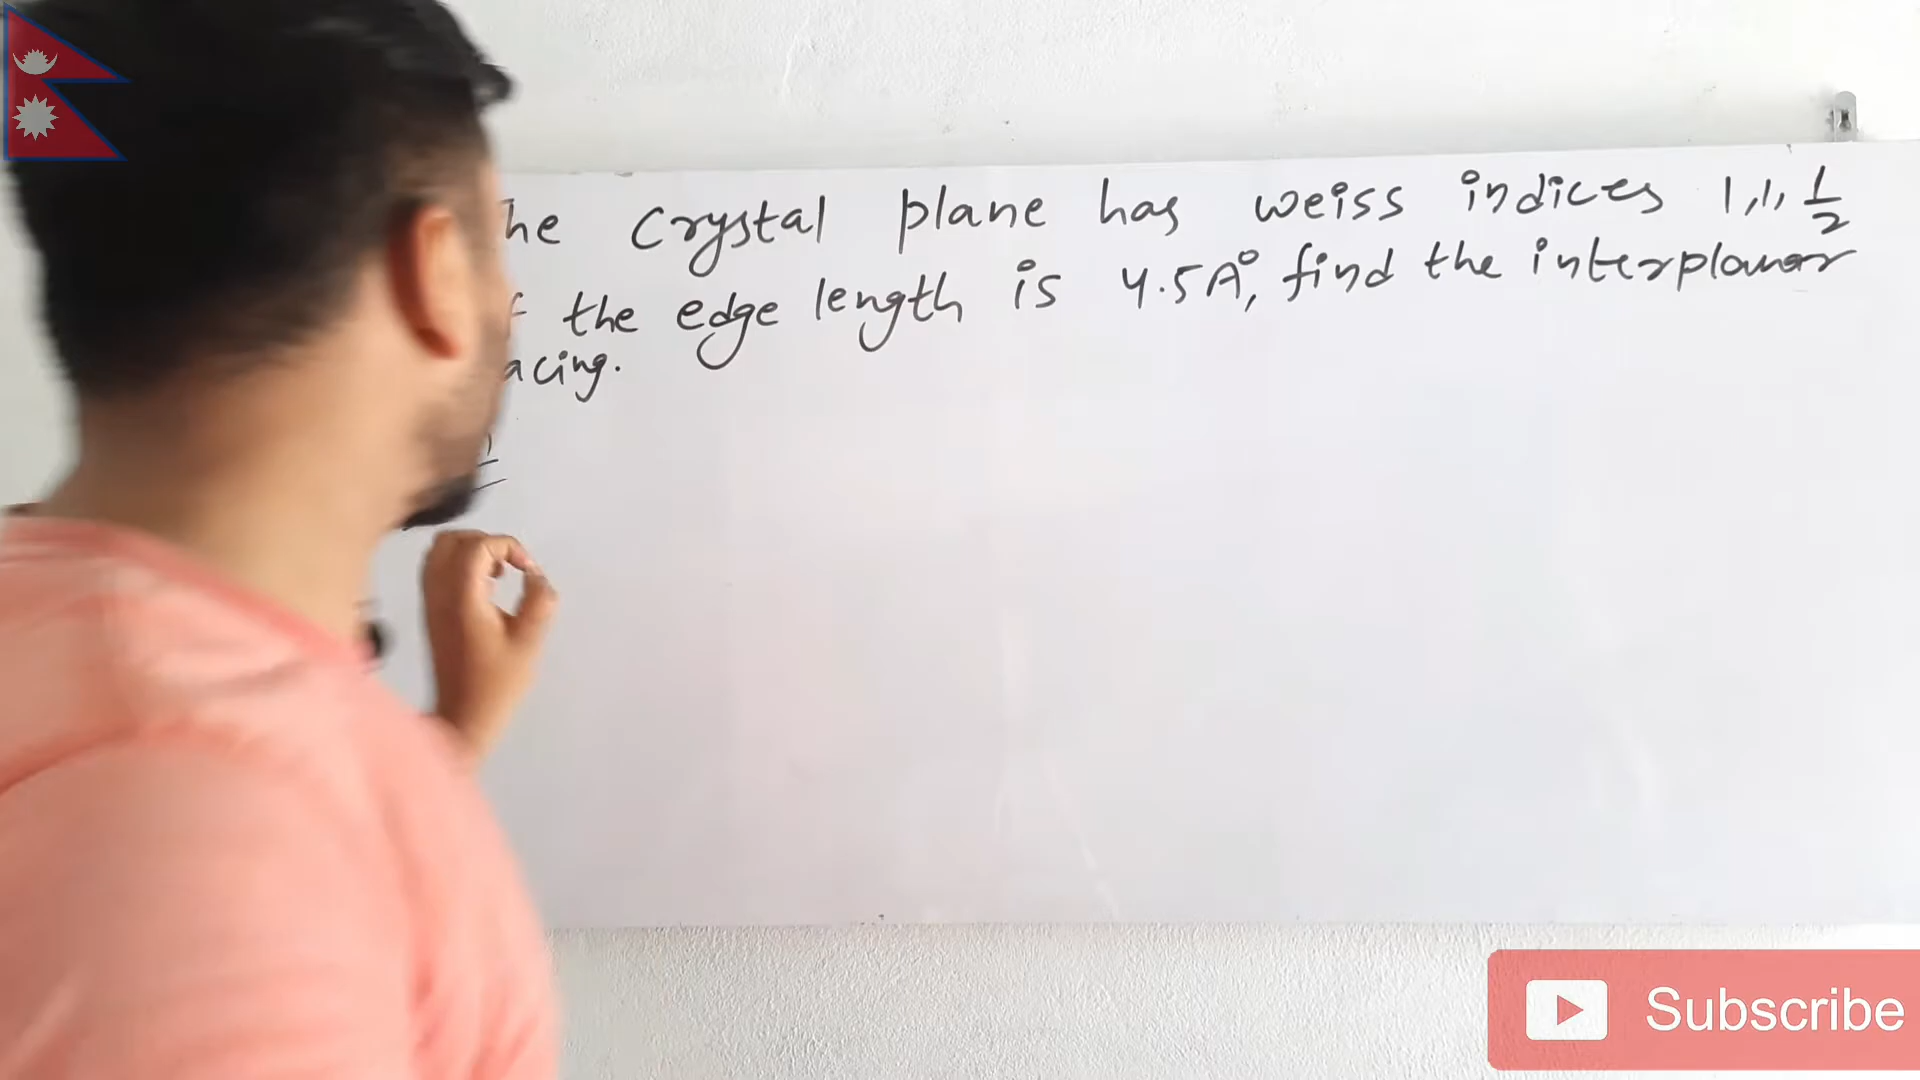 he crystal plane has weiss indices 1,1,1/2
the edge length is 4.5A°, find the interplanar
acing.
Subscribe